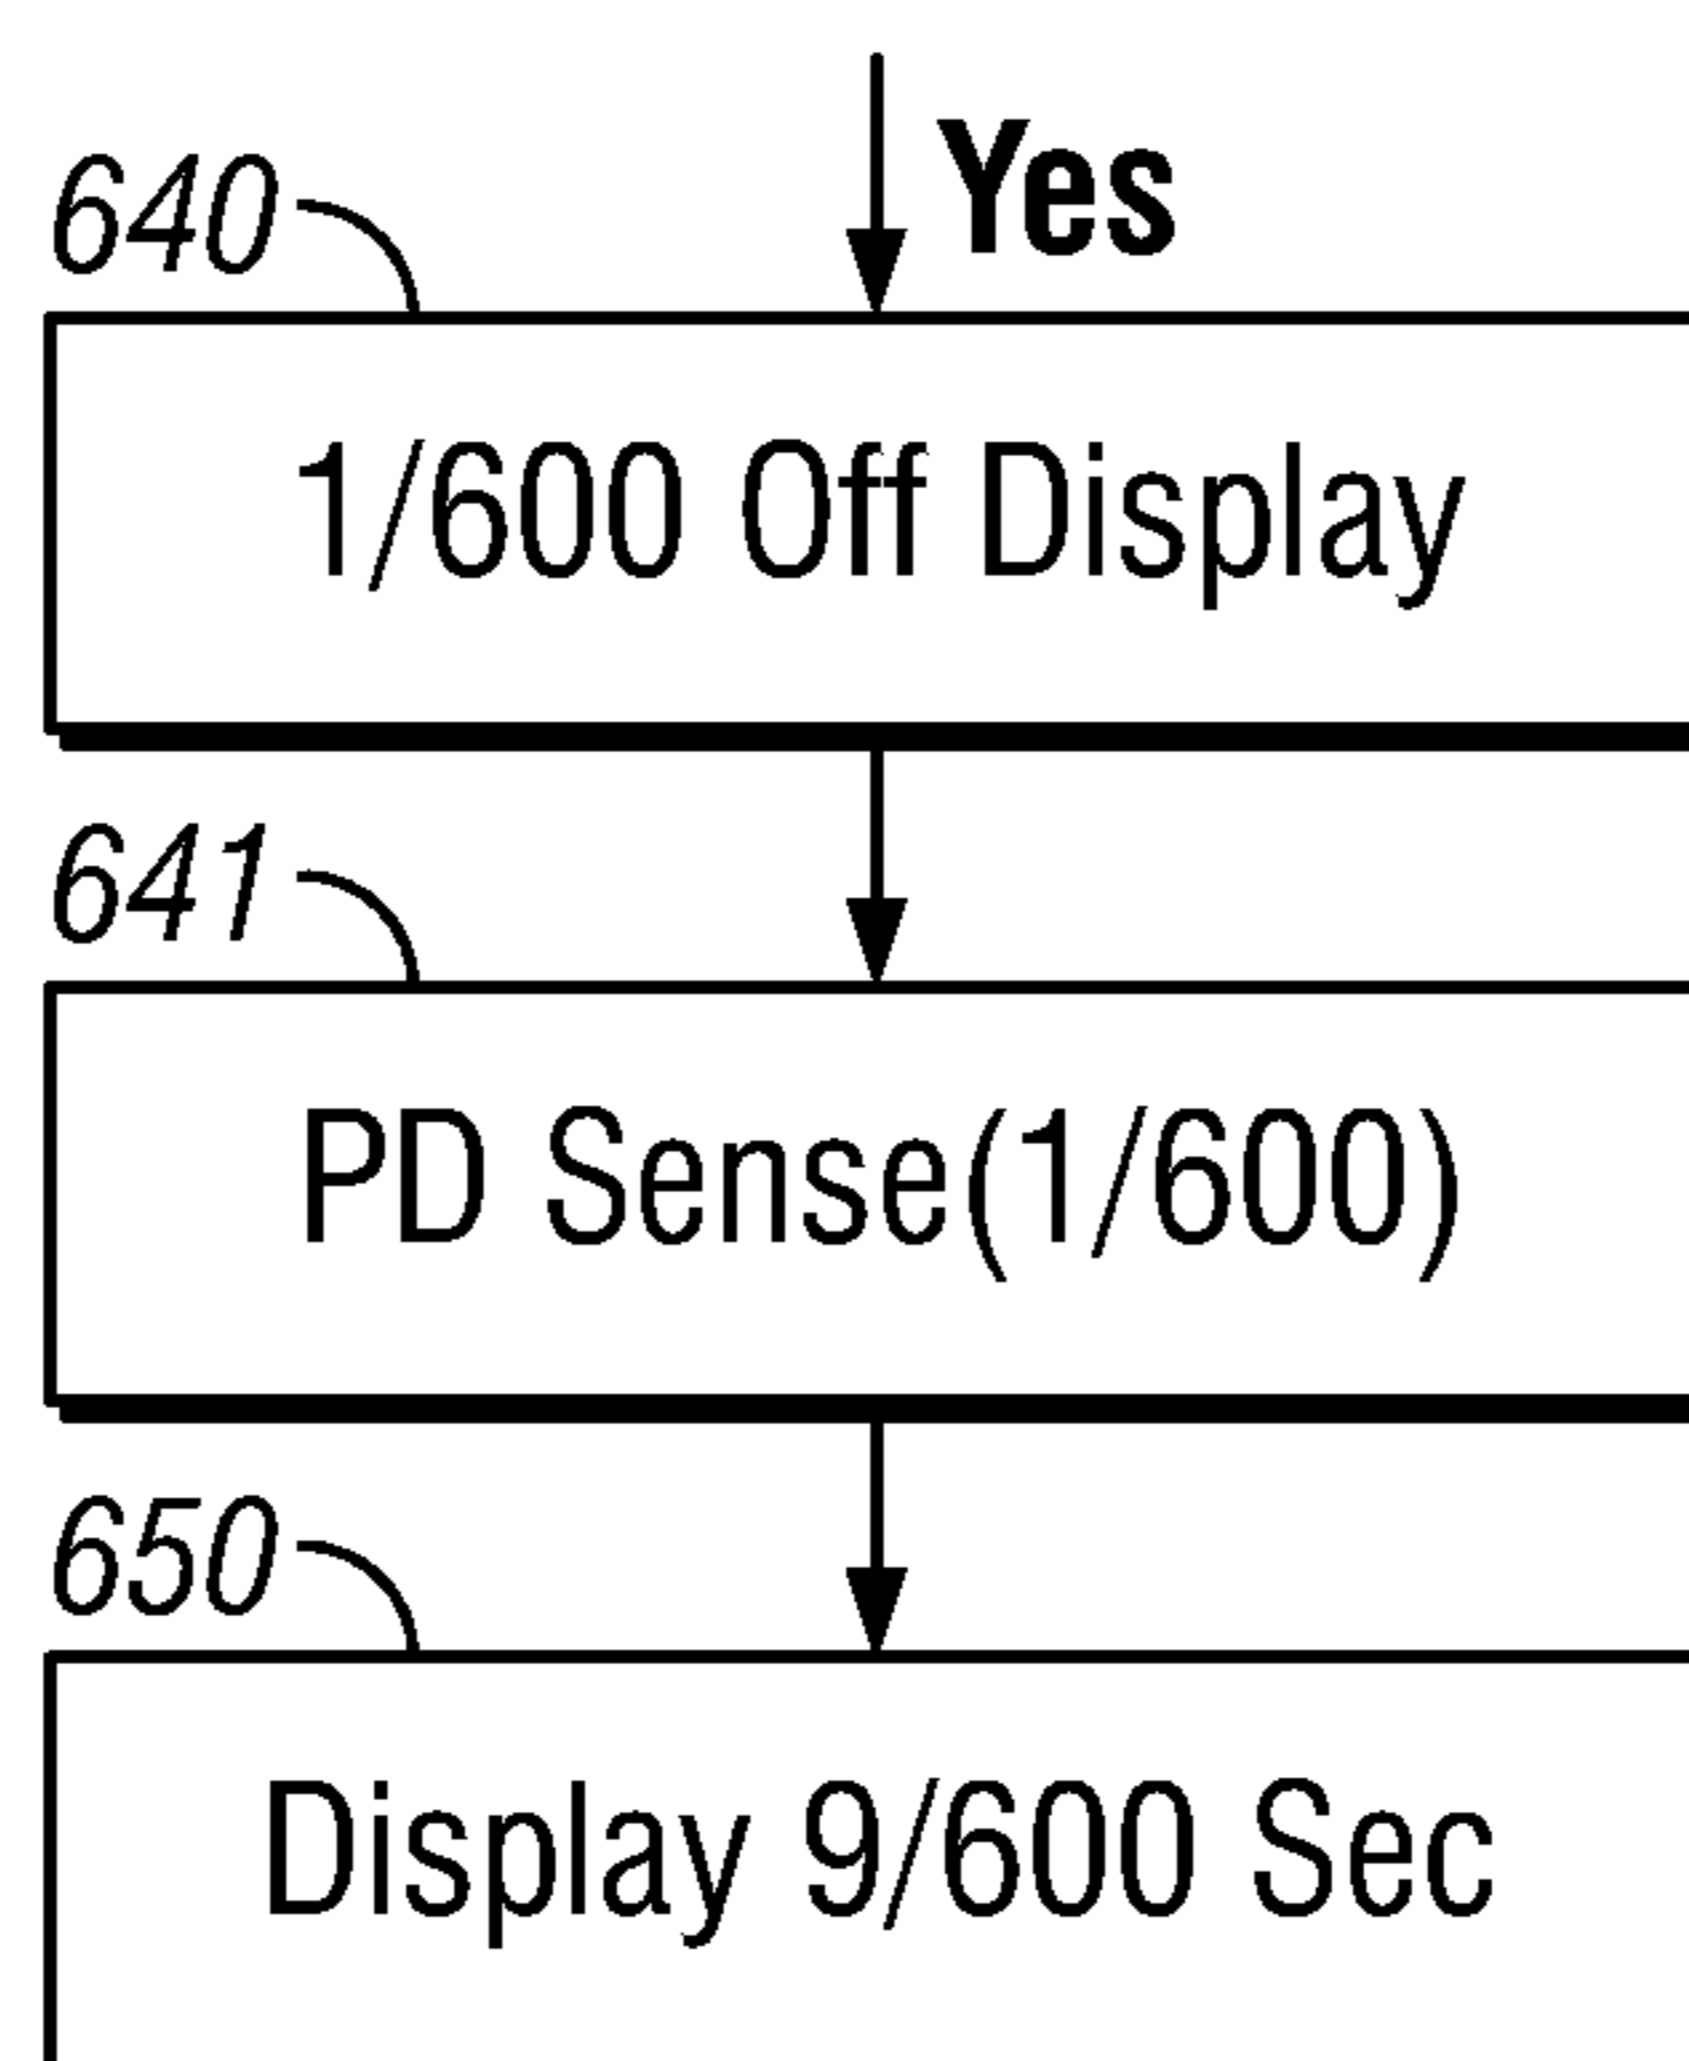 Yes
640
1/600 Off Display
641
PD Sense(1/600)
650
Display 9/600 Sec